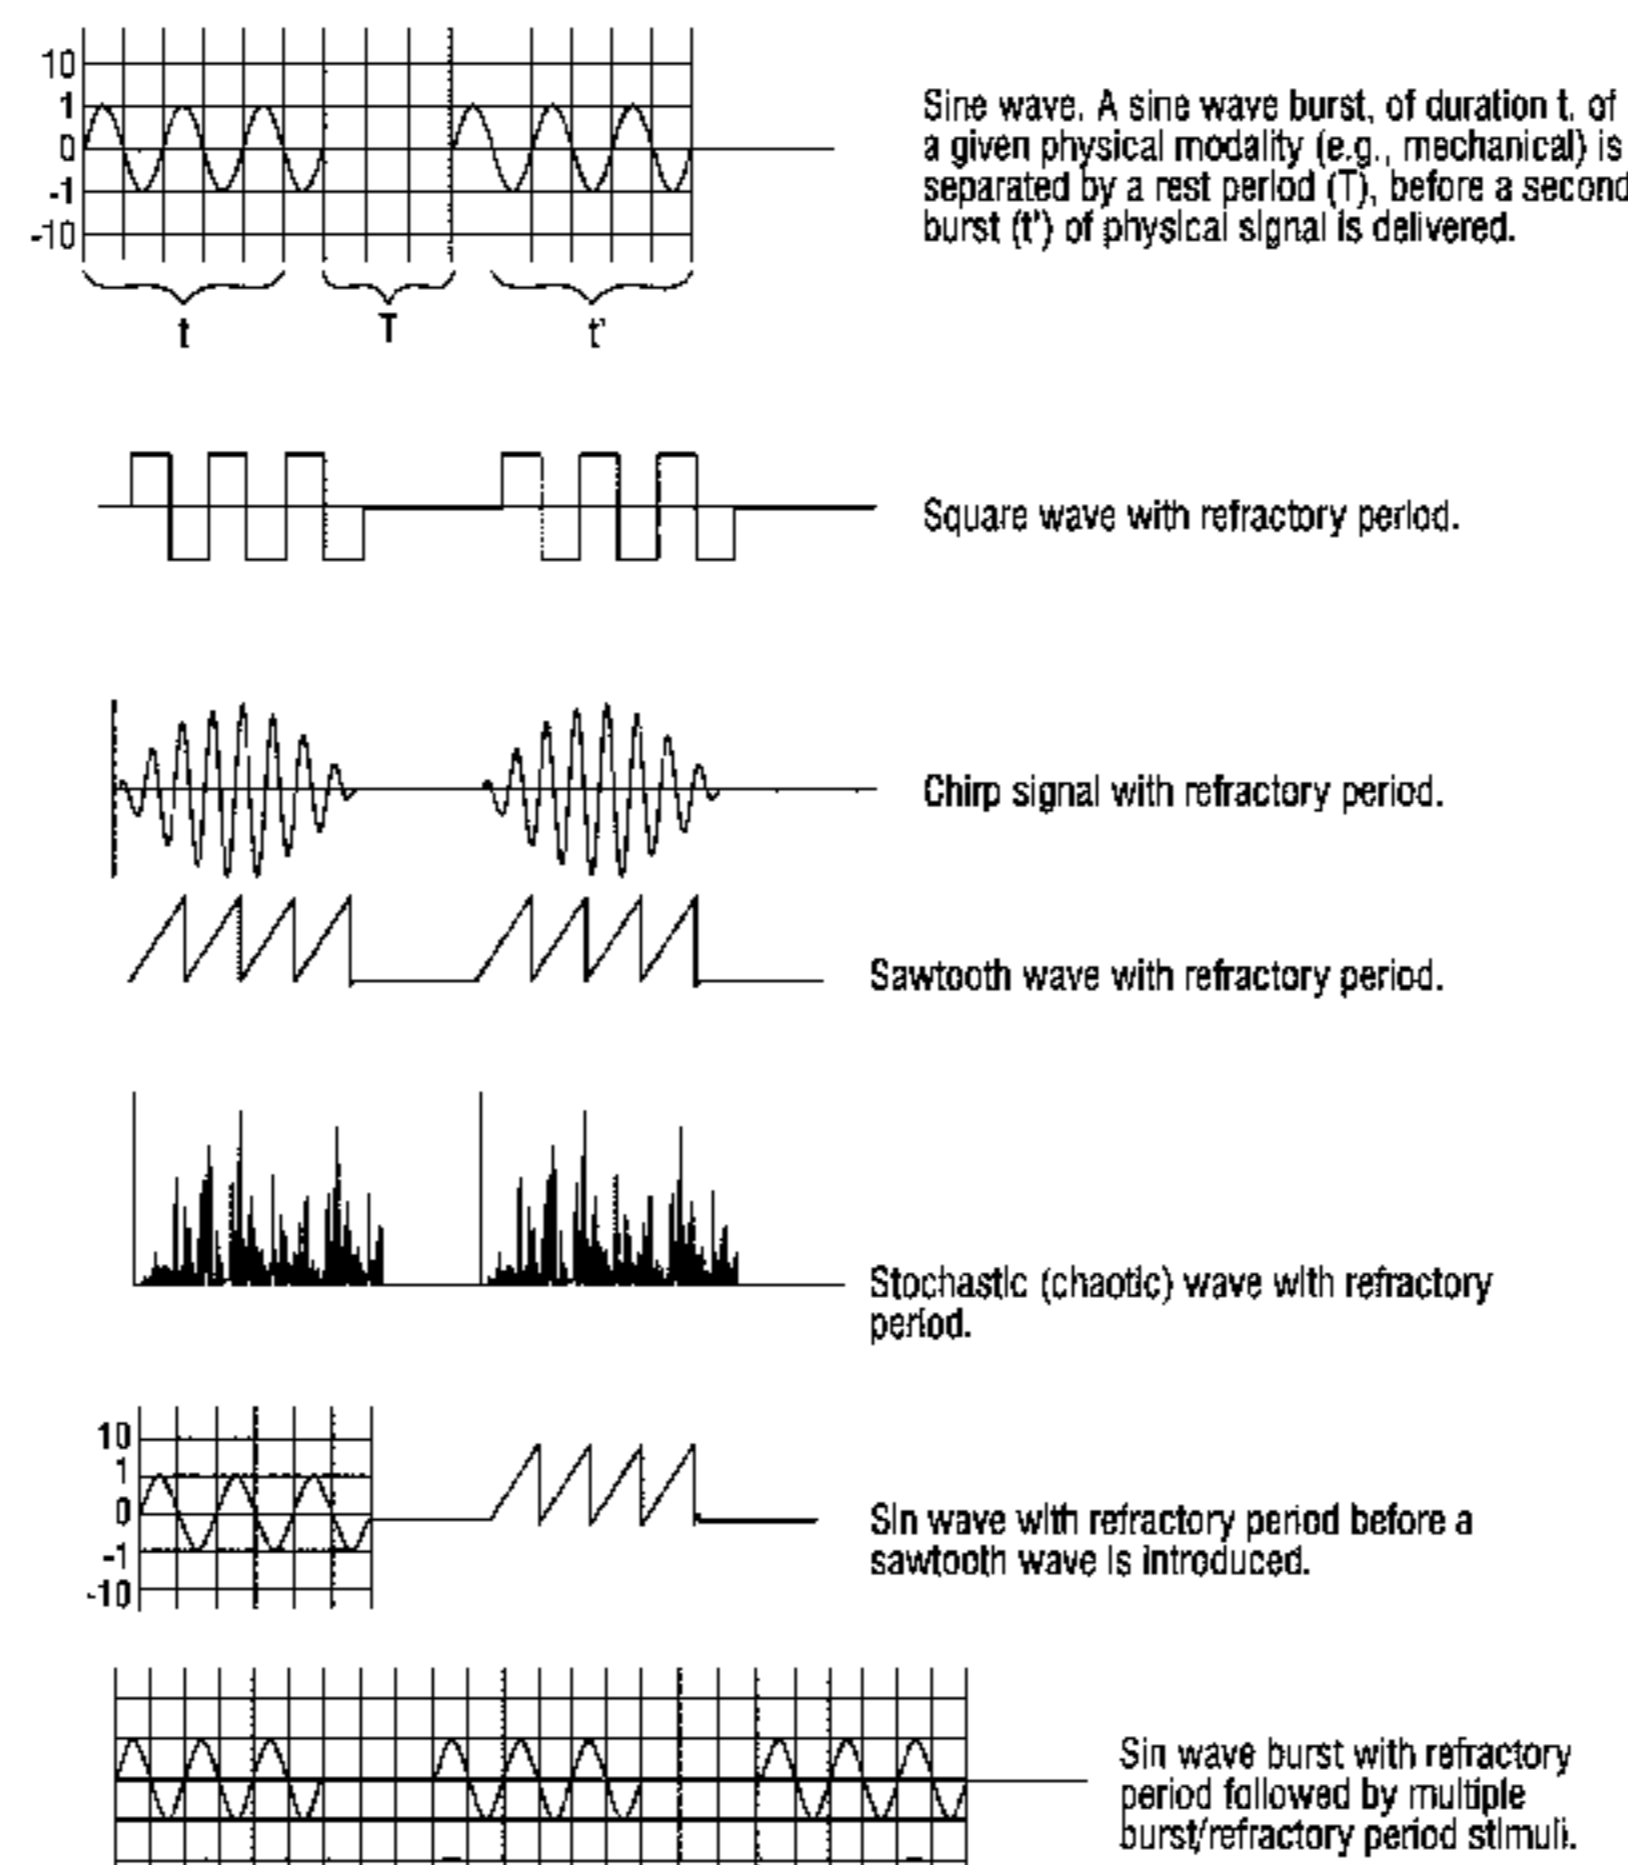 10
1
0
-1
-10
t
T
t'
Sine wave. A sine wave burst, of duration t, of
a given physical modality (e.g., mechanical) is
separated by a rest period (T), before a second
burst (t') of physical signal is delivered.
Square wave with refractory period.
Chirp signal with refractory period.
Sawtooth wave with refractory period.
Stochastic (chaotic) wave with refractory
period.
10
1
0
-1
-10
Sin wave with refractory period before a
sawtooth wave is introduced.
Sin wave burst with refractory
period followed by multiple
burst/refractory period stimuli.